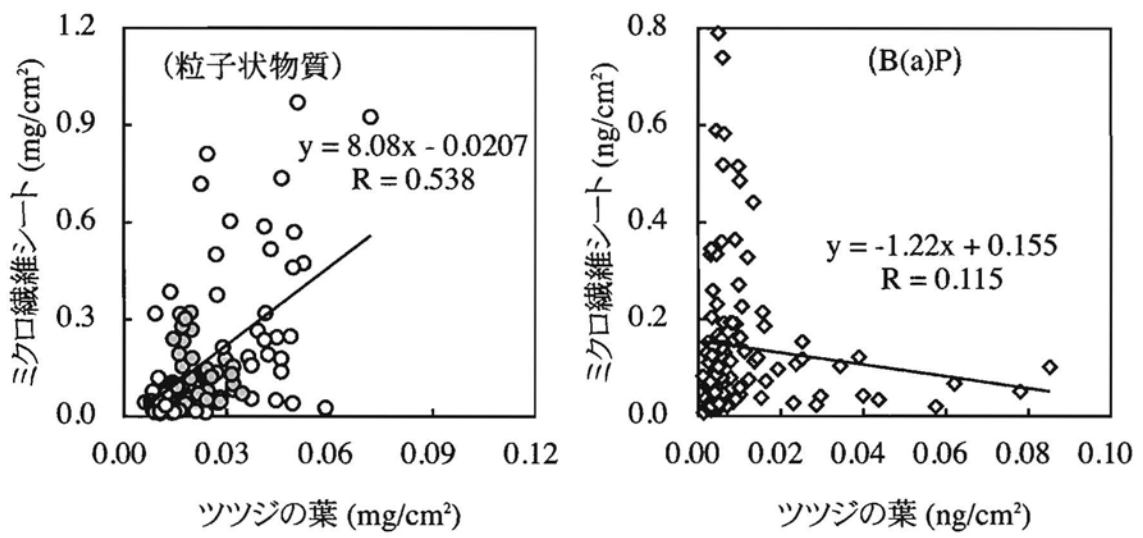 1.2
0.9
0.6
0.3
0.0
ミクロ繊維シート (mg/cm²)
(粒子状物質)
y = 8.08x - 0.0207
R = 0.538
0.00 0.03 0.06 0.09 0.12
ツツジの葉 (mg/cm²)
0.8
0.6
0.4
0.2
0.0
ミクロ繊維シート (ng/cm²)
(B(a)P)
y = -1.22x + 0.155
R = 0.115
0.00 0.02 0.04 0.06 0.08 0.10
ツツジの葉 (ng/cm²)